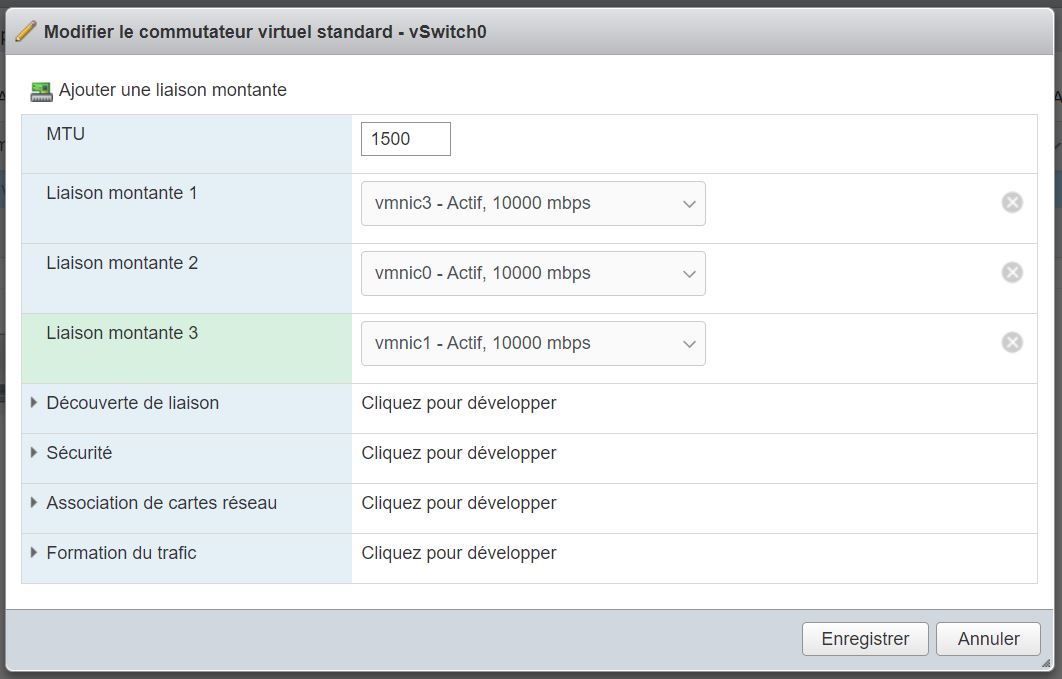 Modifier le commutateur virtuel standard - vSwitch0
Ajouter une liaison montante
MTU 1500
Liaison montante 1 vmnic3 - Actif, 10000 mbps
Liaison montante 2 vmnic0 - Actif, 10000 mbps
Liaison montante 3 vmnic1 - Actif, 10000 mbps
Découverte de liaison Cliquez pour développer
Sécurité Cliquez pour développer
Association de cartes réseau Cliquez pour développer
Formation du trafic Cliquez pour développer
Enregistrer Annuler